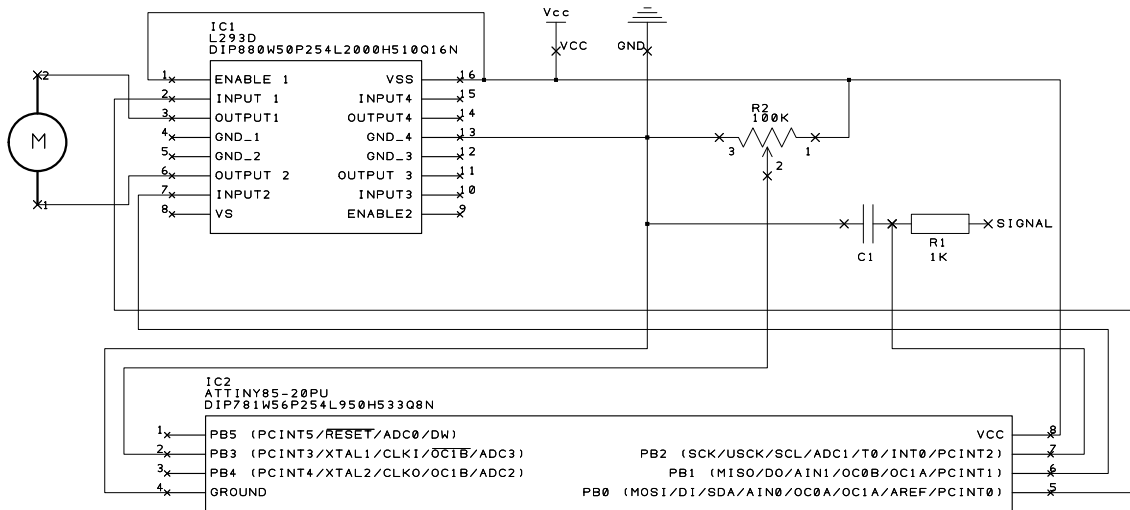 IC1
L293D
DIP880W50P254L2000H510Q16N
Vcc
VCC
GND
1 ENABLE 1 VSS 16
2 INPUT 1 INPUT4 15
3 OUTPUT1 OUTPUT4 14
4 GND_1 GND_4 13
5 GND_2 GND_3 12
6 OUTPUT 2 OUTPUT 3 11
7 INPUT2 INPUT3 10
8 VS ENABLE2 9
2
M
1
R2
100K
3 1
2
SIGNAL
C1
R1
1K
IC2
ATTINY85-20PU
DIP781W56P254L950H533Q8N
1 PB5 (PCINT5/RESET/ADC0/DW) VCC 8
2 PB3 (PCINT3/XTAL1/CLKI/OC1B/ADC3) PB2 (SCK/USCK/SCL/ADC1/T0/INT0/PCINT2) 7
3 PB4 (PCINT4/XTAL2/CLKO/OC1B/ADC2) PB1 (MISO/DO/AIN1/OC0B/OC1A/PCINT1) 6
4 GROUND PB0 (MOSI/DI/SDA/AIN0/OC0A/OC1A/AREF/PCINT0) 5